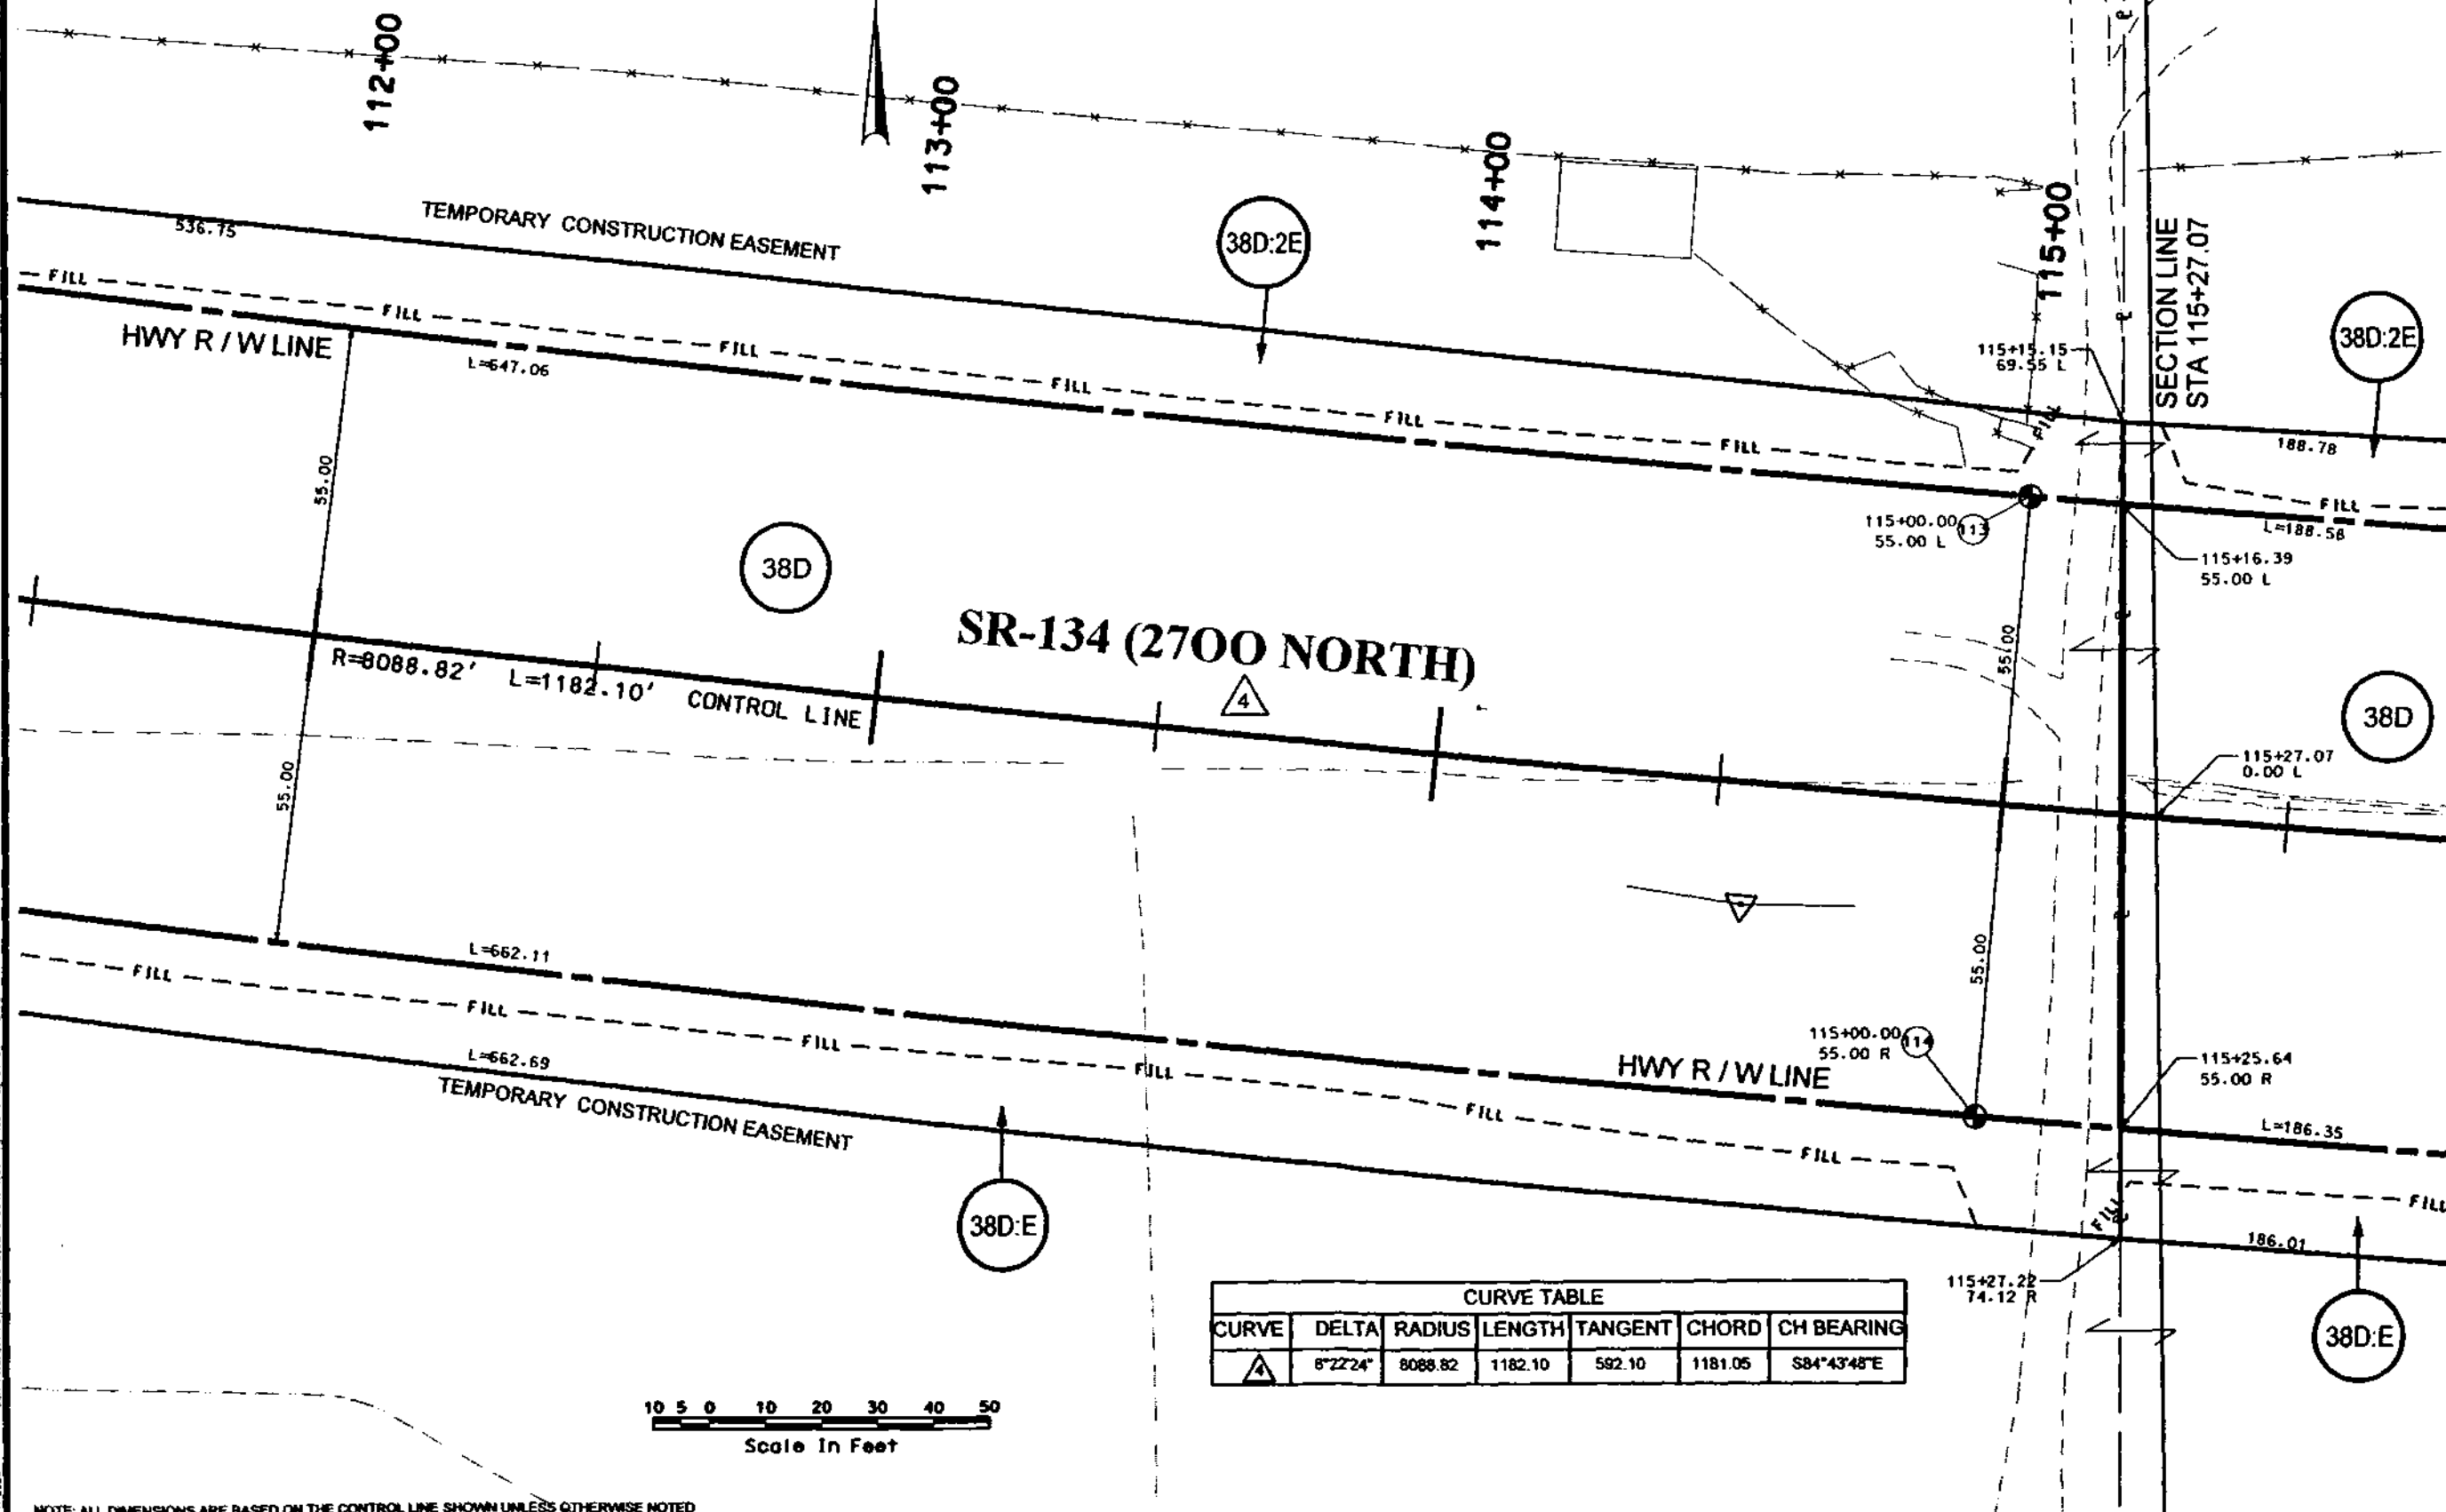 112+00
113+00
114+00
115+00
SECTION LINE
STA 115+27.07
TEMPORARY CONSTRUCTION EASEMENT
536.75
38D:2E
38D:2E
FILL
FILL
FILL
FILL
FILL
FILL
FILL
FILL
HWY R / W LINE
L=647.06
115+15.15
69.55 L
188.78
L=188.58
115+00.00
55.00 L
113
115+16.39
55.00 L
55.00
55.00
55.00
55.00
38D
38D
SR-134 (27OO NORTH)
4
R=8088.82' L=1182.10' CONTROL LINE
115+27.07
0.00 L
L=662.11
HWY R / W LINE
115+00.00
55.00 R
114
115+25.64
55.00 R
L=186.35
FILL
FILL
FILL
FILL
FILL
FILL
FILL
FILL
L=662.69
TEMPORARY CONSTRUCTION EASEMENT
38D:E
38D:E
186.01
115+27.22
74.12 R
CURVE TABLE
CURVE DELTA RADIUS LENGTH TANGENT CHORD CH BEARING
4 8°22'24" 8088.82 1182.10 592.10 1181.05 S84°43'48"E
10 5 0 10 20 30 40 50
Scale In Feet
NOTE: ALL DIMENSIONS ARE BASED ON THE CONTROL LINE SHOWN UNLESS OTHERWISE NOTED